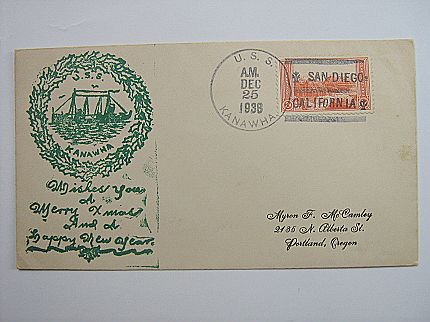 U.S.S.
KANAWHA
Wishes You
A
Merry Xmas
And A
Happy New Year
U. S. S.
A.M.
DEC
25
1936
KANAWHA
SAN DIEGO
CALIFORNIA
Myron F. McCamley
2136 N. Alberta St.
Portland, Oregon